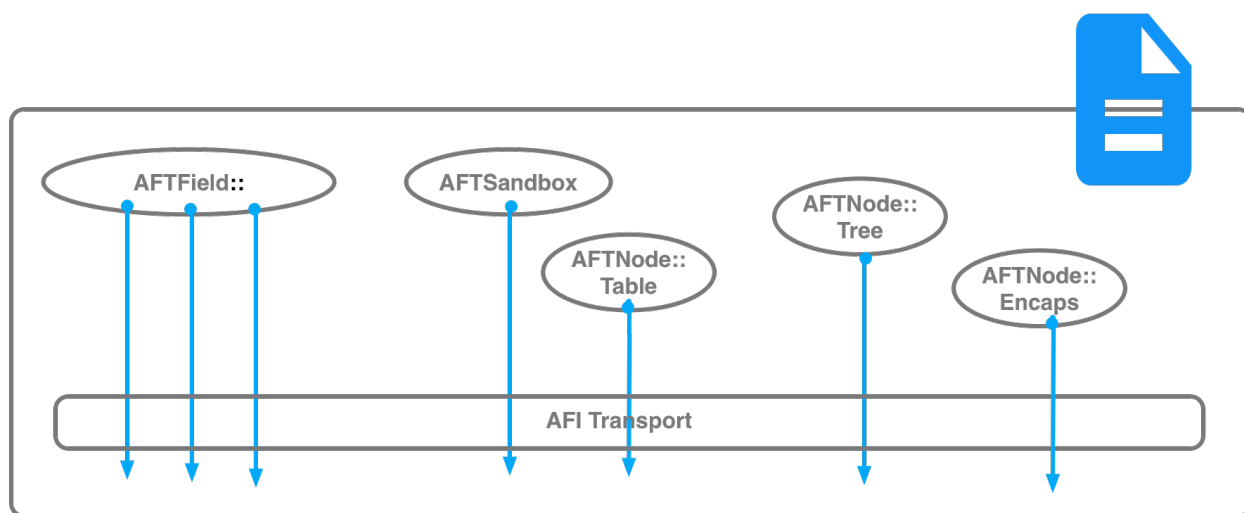 AFTField::
AFTSandbox
AFTNode::
Table
AFTNode::
Tree
AFTNode::
Encaps
AFI Transport